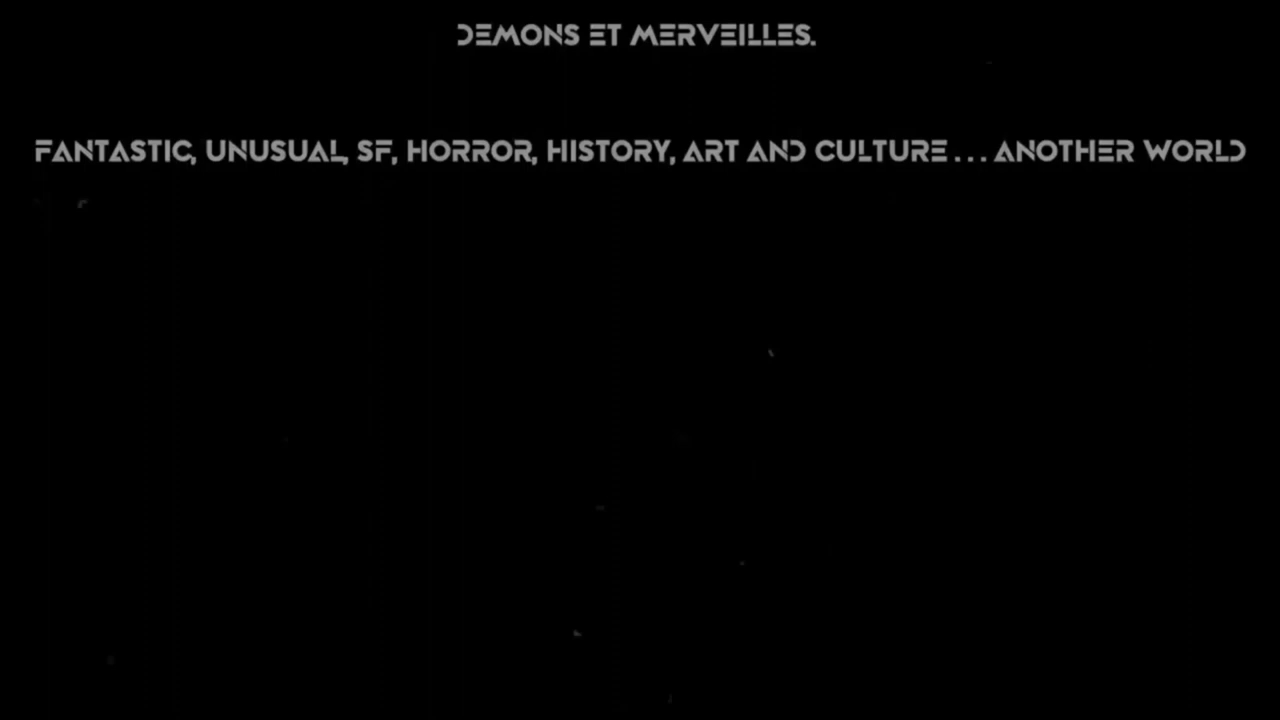 DEMONS ET MERVEILLES.
FANTASTIC, UNUSUAL, SF, HORROR, HISTORY, ART AND CULTURE... ANOTHER WORLD